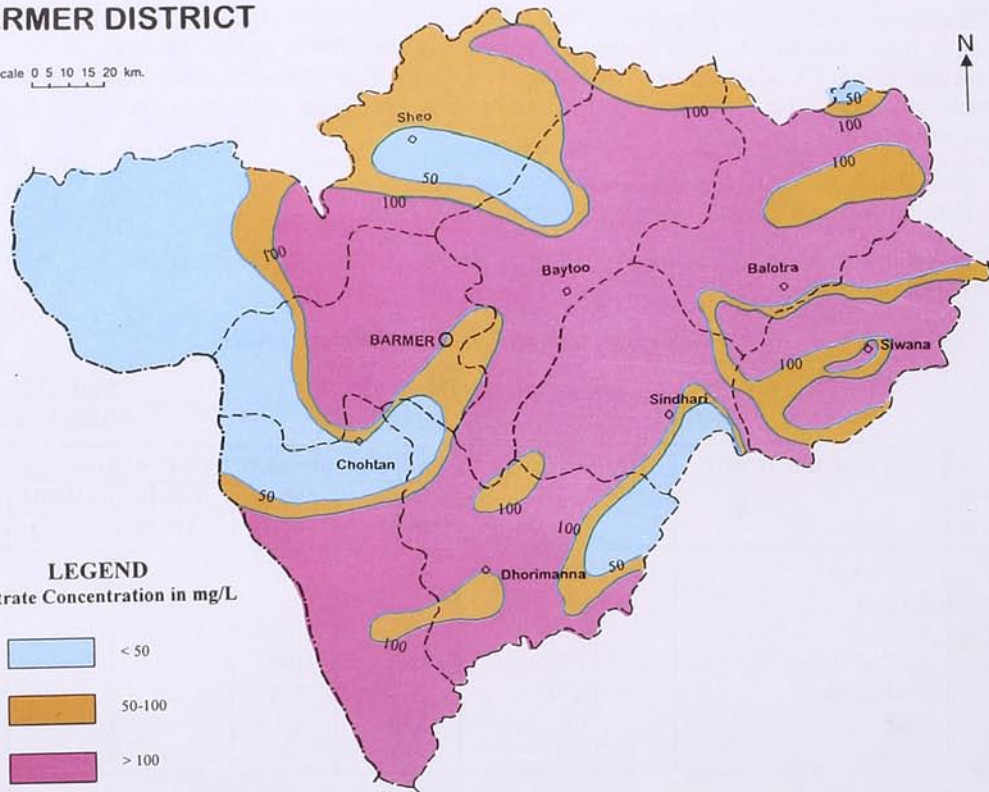 RMER DISTRICT
cale 0 5 10 15 20 km.
N
Sheo
50
100
100
50
100
100
100
Baytoo
Balotra
BARMER
100
Siwana
Sindhari
Chohtan
50
100
100
50
Dhorimanna
100
LEGEND
trate Concentration in mg/L
< 50
50-100
> 100